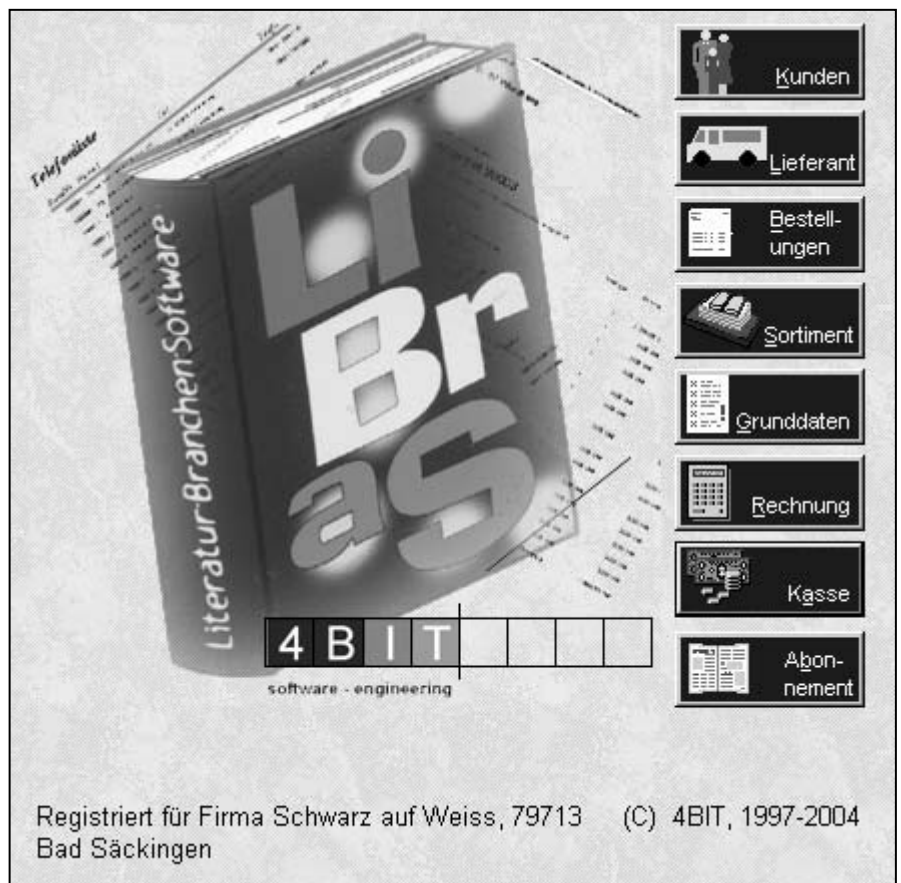 Telefonliste
Literatur-Branchen-Software
Li
Br
aS
4 B I T
software - engineering
Kunden
Lieferant
Bestell-
ungen
Sortiment
Grunddaten
Rechnung
Kasse
Abon-
nement
Registriert für Firma Schwarz auf Weiss, 79713 (C) 4BIT, 1997-2004
Bad Säckingen